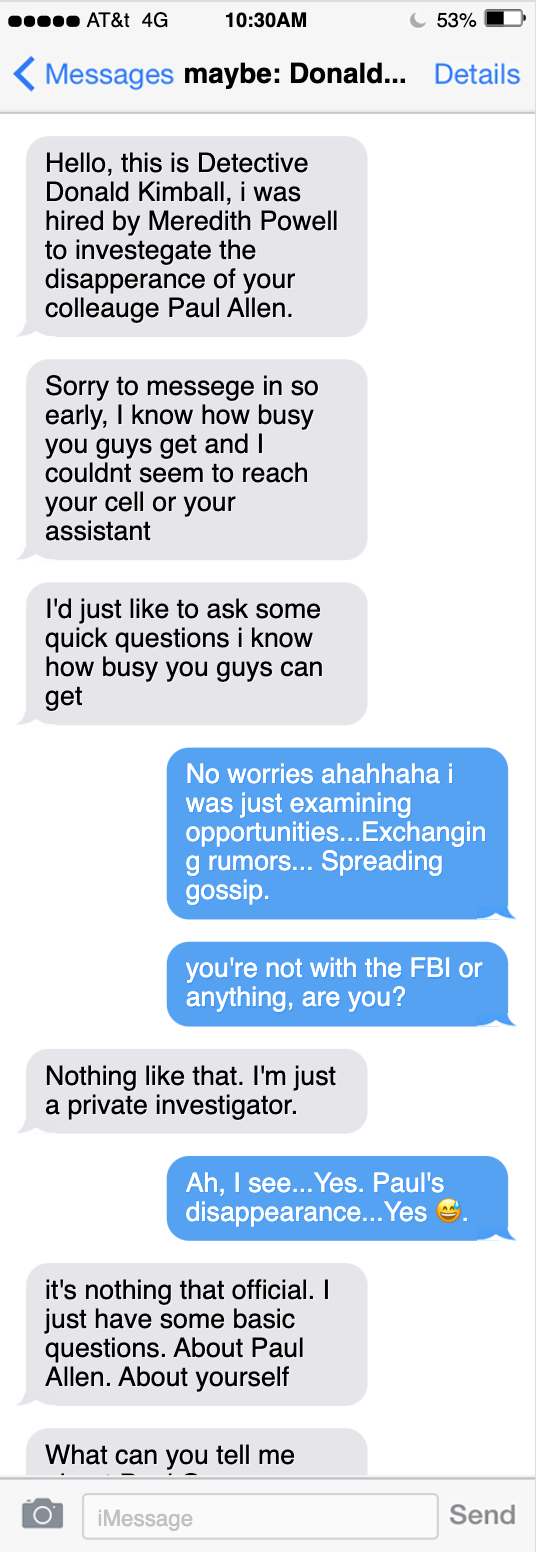 AT&t 4G 10:30AM 53%
Messages maybe: Donald... Details
Hello, this is Detective
Donald Kimball, i was
hired by Meredith Powell
to investegate the
disapperance of your
colleauge Paul Allen.
Sorry to messege in so
early, I know how busy
you guys get and I
couldnt seem to reach
your cell or your
assistant
I'd just like to ask some
quick questions i know
how busy you guys can
get
No worries ahahhaha i
was just examining
opportunities...Exchangin
g rumors... Spreading
gossip.
you're not with the FBI or
anything, are you?
Nothing like that. I'm just
a private investigator.
Ah, I see...Yes. Paul's
disappearance...Yes 😅.
it's nothing that official. I
just have some basic
questions. About Paul
Allen. About yourself
What can you tell me
iMessage Send